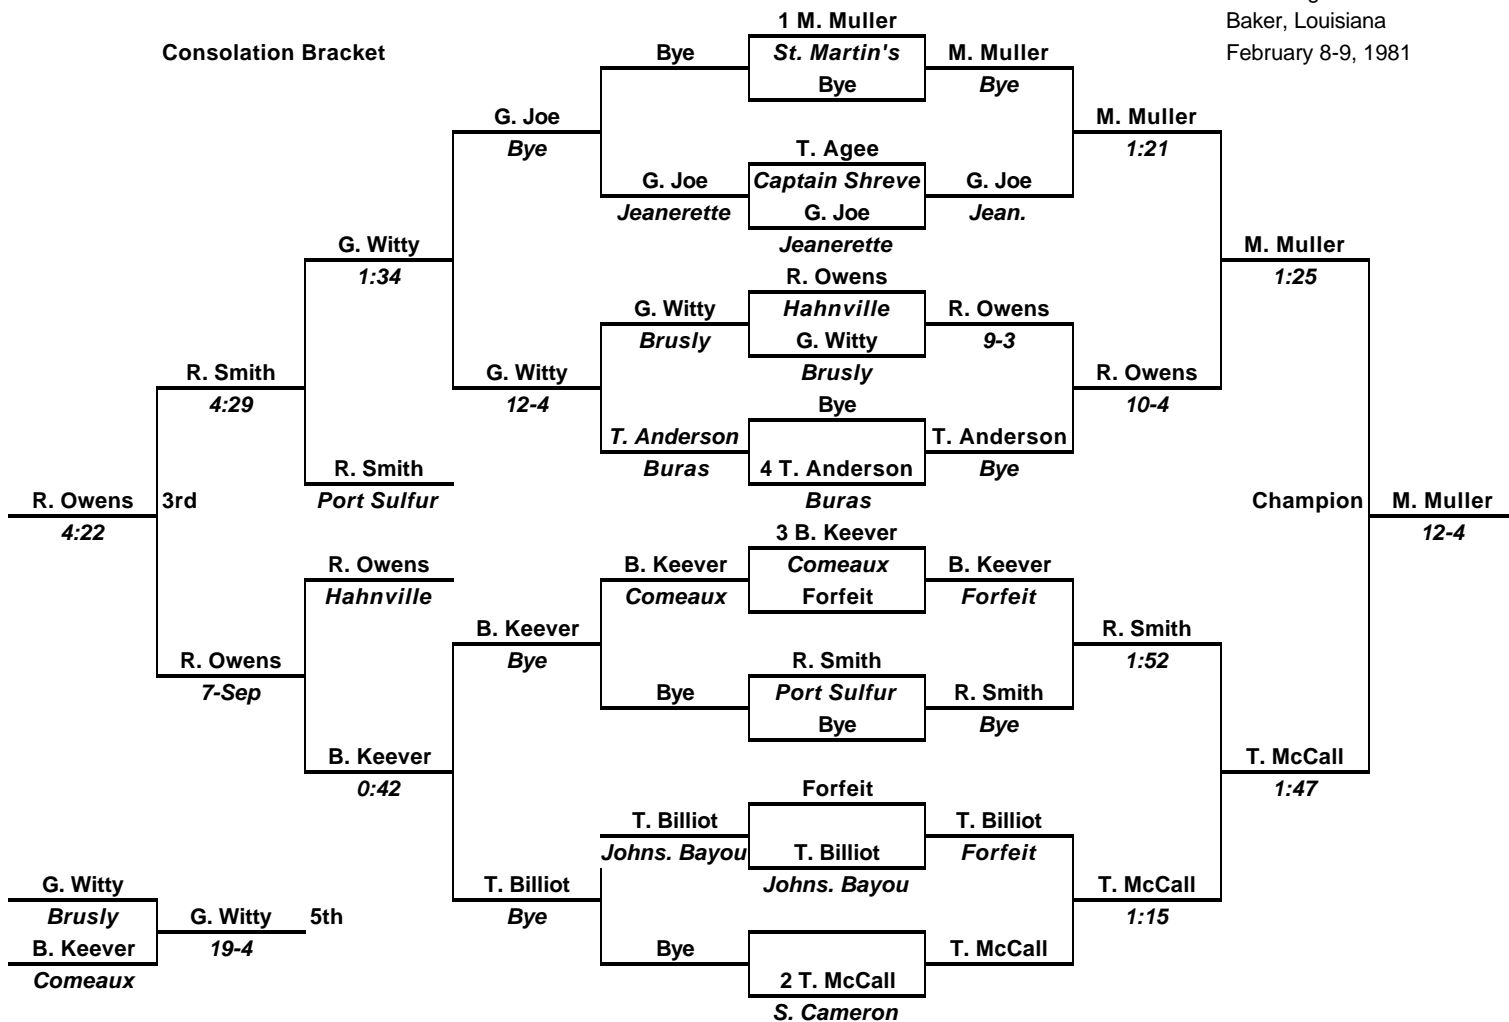 1 M. Muller
Baker, Louisiana
Consolation Bracket
Bye
St. Martin's
M. Muller
February 8-9, 1981
Bye
Bye
G. Joe
M. Muller
Bye
T. Agee
1:21
G. Joe
Captain Shreve
G. Joe
Jeanerette
G. Joe
Jean.
G. Witty
Jeanerette
M. Muller
1:34
R. Owens
1:25
G. Witty
Hahnville
R. Owens
Brusly
G. Witty
9-3
R. Smith
G. Witty
Brusly
R. Owens
4:29
12-4
Bye
10-4
T. Anderson
T. Anderson
R. Smith
Buras
4 T. Anderson
Bye
R. Owens
3rd
Port Sulfur
Buras
Champion
M. Muller
4:22
3 B. Keever
12-4
R. Owens
B. Keever
Comeaux
B. Keever
Hahnville
Comeaux
Forfeit
Forfeit
B. Keever
R. Smith
R. Owens
Bye
R. Smith
1:52
7-Sep
Bye
Port Sulfur
R. Smith
Bye
Bye
B. Keever
T. McCall
0:42
Forfeit
1:47
T. Billiot
T. Billiot
Johns. Bayou
T. Billiot
Forfeit
G. Witty
T. Billiot
Johns. Bayou
T. McCall
Brusly
G. Witty
5th
Bye
1:15
B. Keever
19-4
Bye
T. McCall
Comeaux
2 T. McCall
S. Cameron